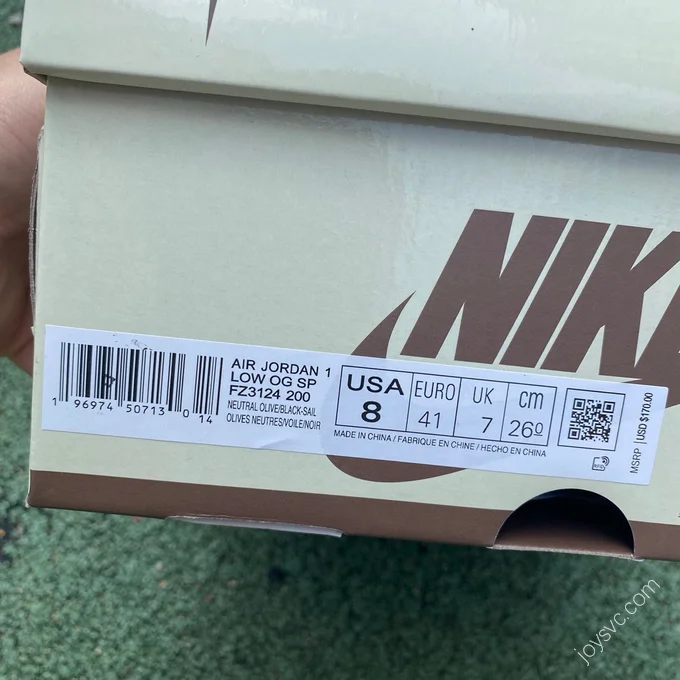 NIKE
1 96974 50713 0 14
AIR JORDAN 1
LOW OG SP
FZ3124 200
NEUTRAL OLIVE/BLACK-SAIL
OLIVES NEUTRES/VOILE/NOIR
USA
8
EURO
41
UK
7
cm
26.0
MADE IN CHINA / FABRIQUE EN CHINE / HECHO EN CHINA
RFID
MSRP | USD $170.00
joysvc.com